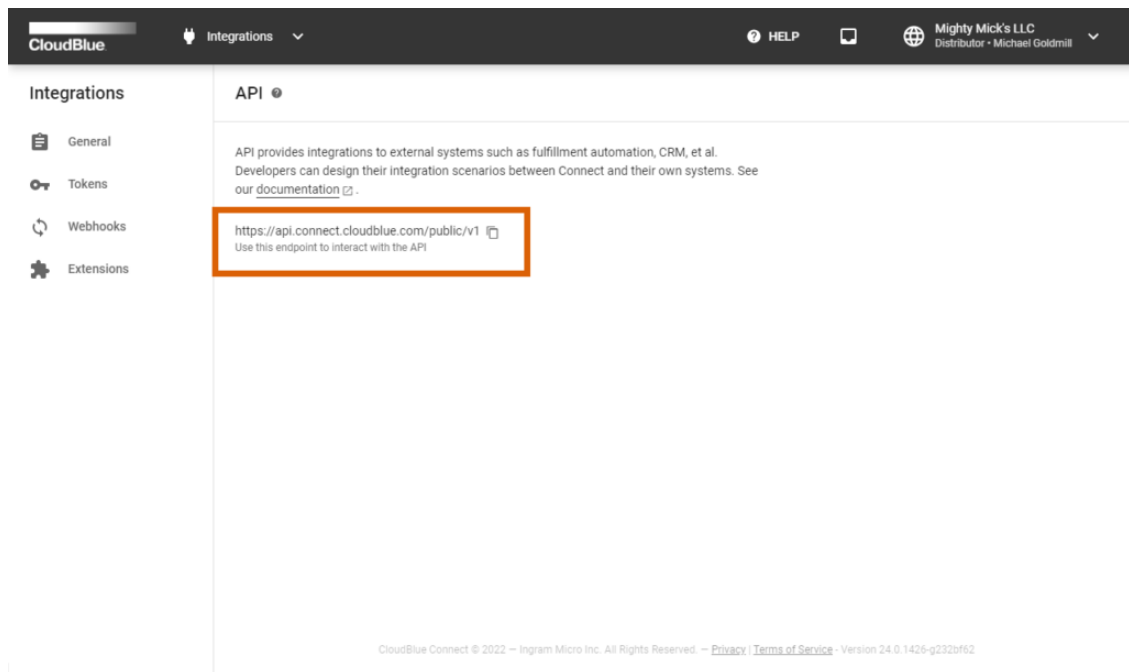 CloudBlue
Integrations
HELP
Mighty Mick's LLC
Distributor • Michael Goldmill
Integrations
General
Tokens
Webhooks
Extensions
API
API provides integrations to external systems such as fulfillment automation, CRM, et al.
Developers can design their integration scenarios between Connect and their own systems. See
our documentation.
https://api.connect.cloudblue.com/public/v1
Use this endpoint to interact with the API
CloudBlue Connect © 2022 — Ingram Micro Inc. All Rights Reserved. — Privacy | Terms of Service - Version 24.0.1426-g232bf62